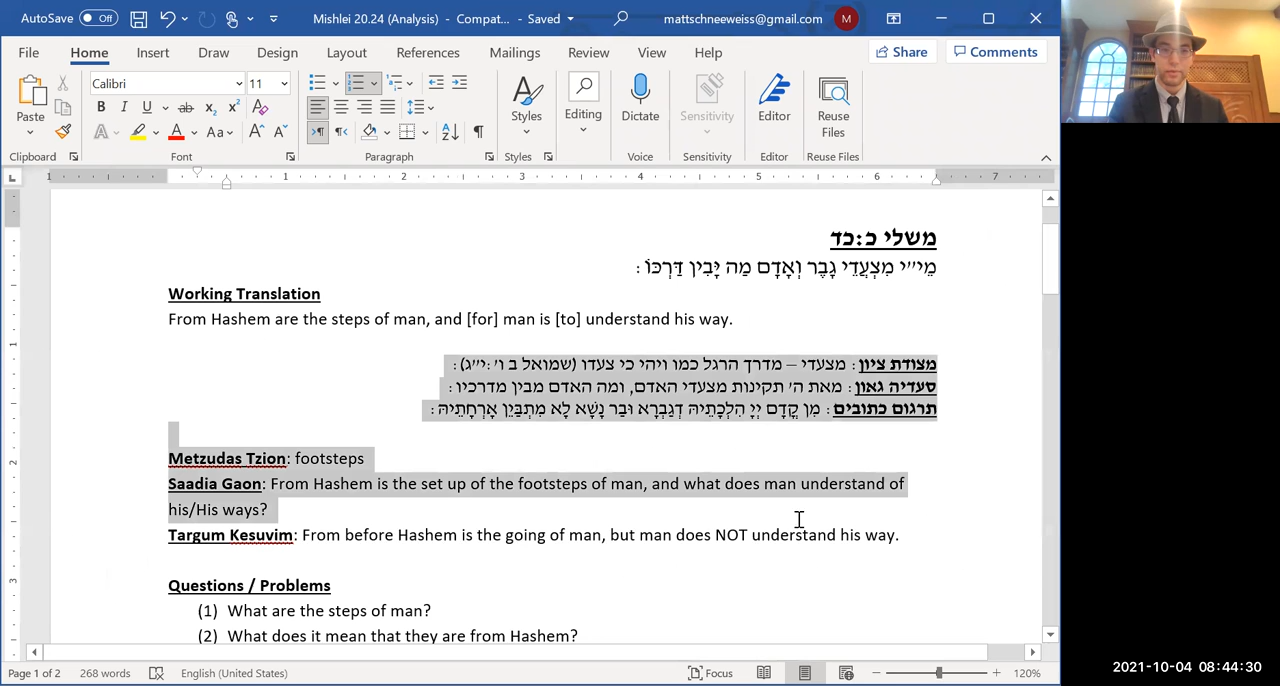 AutoSave Off Mishlei 20.24 (Analysis) - Compat... - Saved mattschneeweiss@gmail.com M
File Home Insert Draw Design Layout References Mailings Review View Help Share Comments
Calibri 11
Paste Styles Editing Dictate Sensitivity Editor Reuse Files
Clipboard Font Paragraph Styles Voice Sensitivity Editor Reuse Files
1 1 2 3 4 5 6 7
משלי כ:כד
מֵי״י מִצְעֲדֵי גָבֶר וְאָדָם מַה יָּבִין דַּרְכּוֹ :
Working Translation
From Hashem are the steps of man, and [for] man is [to] understand his way.
מצודת ציון : מצעדי – מדרך הרגל כמו ויהי כי צעדו (שמואל ב ו׳ :י״ג) :
סעדיה גאון : מאת ה׳ תקינות מצעדי האדם, ומה האדם מבין מדרכיו :
תרגום כתובים : מִן קֳדָם יְיָ הִלְכָתֵיהּ דְגַבְרָא וּבַר נָשָׁא לָא מִתְבַּיֵן אָרְחָתֵיהּ :
Metzudas Tzion: footsteps
Saadia Gaon: From Hashem is the set up of the footsteps of man, and what does man understand of
his/His ways?
Targum Kesuvim: From before Hashem is the going of man, but man does NOT understand his way.
Questions / Problems
(1) What are the steps of man?
(2) What does it mean that they are from Hashem?
Page 1 of 2 268 words English (United States) Focus 120%
2021-10-04 08:44:30